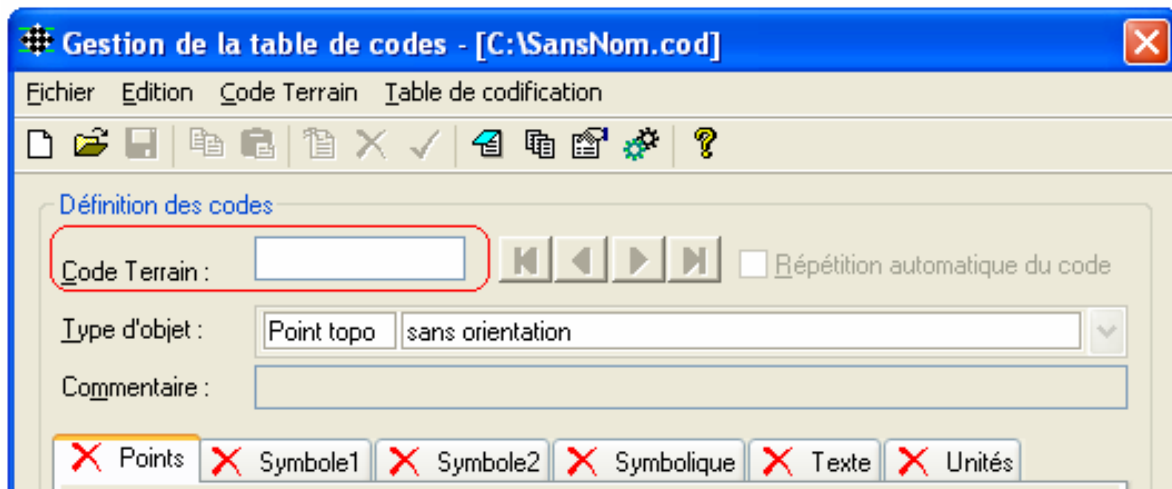 Gestion de la table de codes - [C:\SansNom.cod]
Fichier Edition Code Terrain Table de codification
Définition des codes
Code Terrain : Répétition automatique du code
Type d'objet : Point topo sans orientation
Commentaire :
Points Symbole1 Symbole2 Symbolique Texte Unités